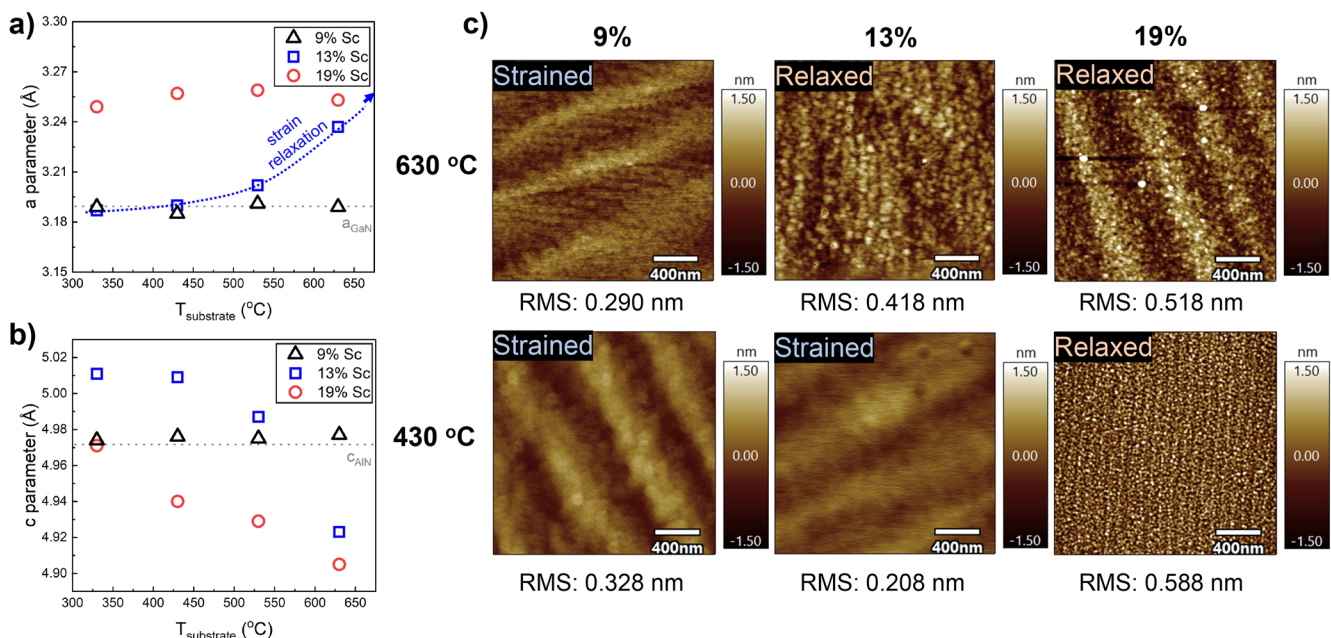 a)
3.30
3.27
3.24
3.21
3.18
3.15
a parameter (Å)
9% Sc
13% Sc
19% Sc
strain
relaxation
aGaN
300 350 400 450 500 550 600 650
Tsubstrate (oC)
b)
5.02
5.00
4.98
4.96
4.94
4.92
4.90
c parameter (Å)
9% Sc
13% Sc
19% Sc
cAlN
300 350 400 450 500 550 600 650
Tsubstrate (oC)
c)
9%
13%
19%
630 oC
Strained
400nm
nm
1.50
0.00
-1.50
RMS: 0.290 nm
Relaxed
400nm
nm
1.50
0.00
-1.50
RMS: 0.418 nm
Relaxed
400nm
nm
1.50
0.00
-1.50
RMS: 0.518 nm
430 oC
Strained
400nm
nm
1.50
0.00
-1.50
RMS: 0.328 nm
Strained
400nm
nm
1.50
0.00
-1.50
RMS: 0.208 nm
Relaxed
400nm
nm
1.50
0.00
-1.50
RMS: 0.588 nm